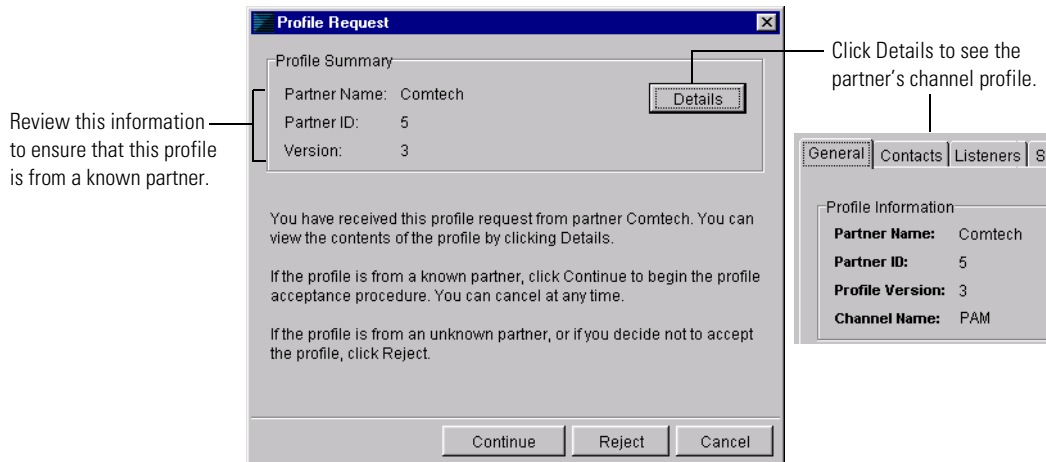 Profile Request
Profile Summary
Partner Name: Comtech
Partner ID: 5
Version: 3
Details
Review this information
to ensure that this profile
is from a known partner.
Click Details to see the
partner's channel profile.
General Contacts Listeners S
Profile Information
Partner Name: Comtech
Partner ID: 5
Profile Version: 3
Channel Name: PAM
You have received this profile request from partner Comtech. You can
view the contents of the profile by clicking Details.
If the profile is from a known partner, click Continue to begin the profile
acceptance procedure. You can cancel at any time.
If the profile is from an unknown partner, or if you decide not to accept
the profile, click Reject.
Continue Reject Cancel